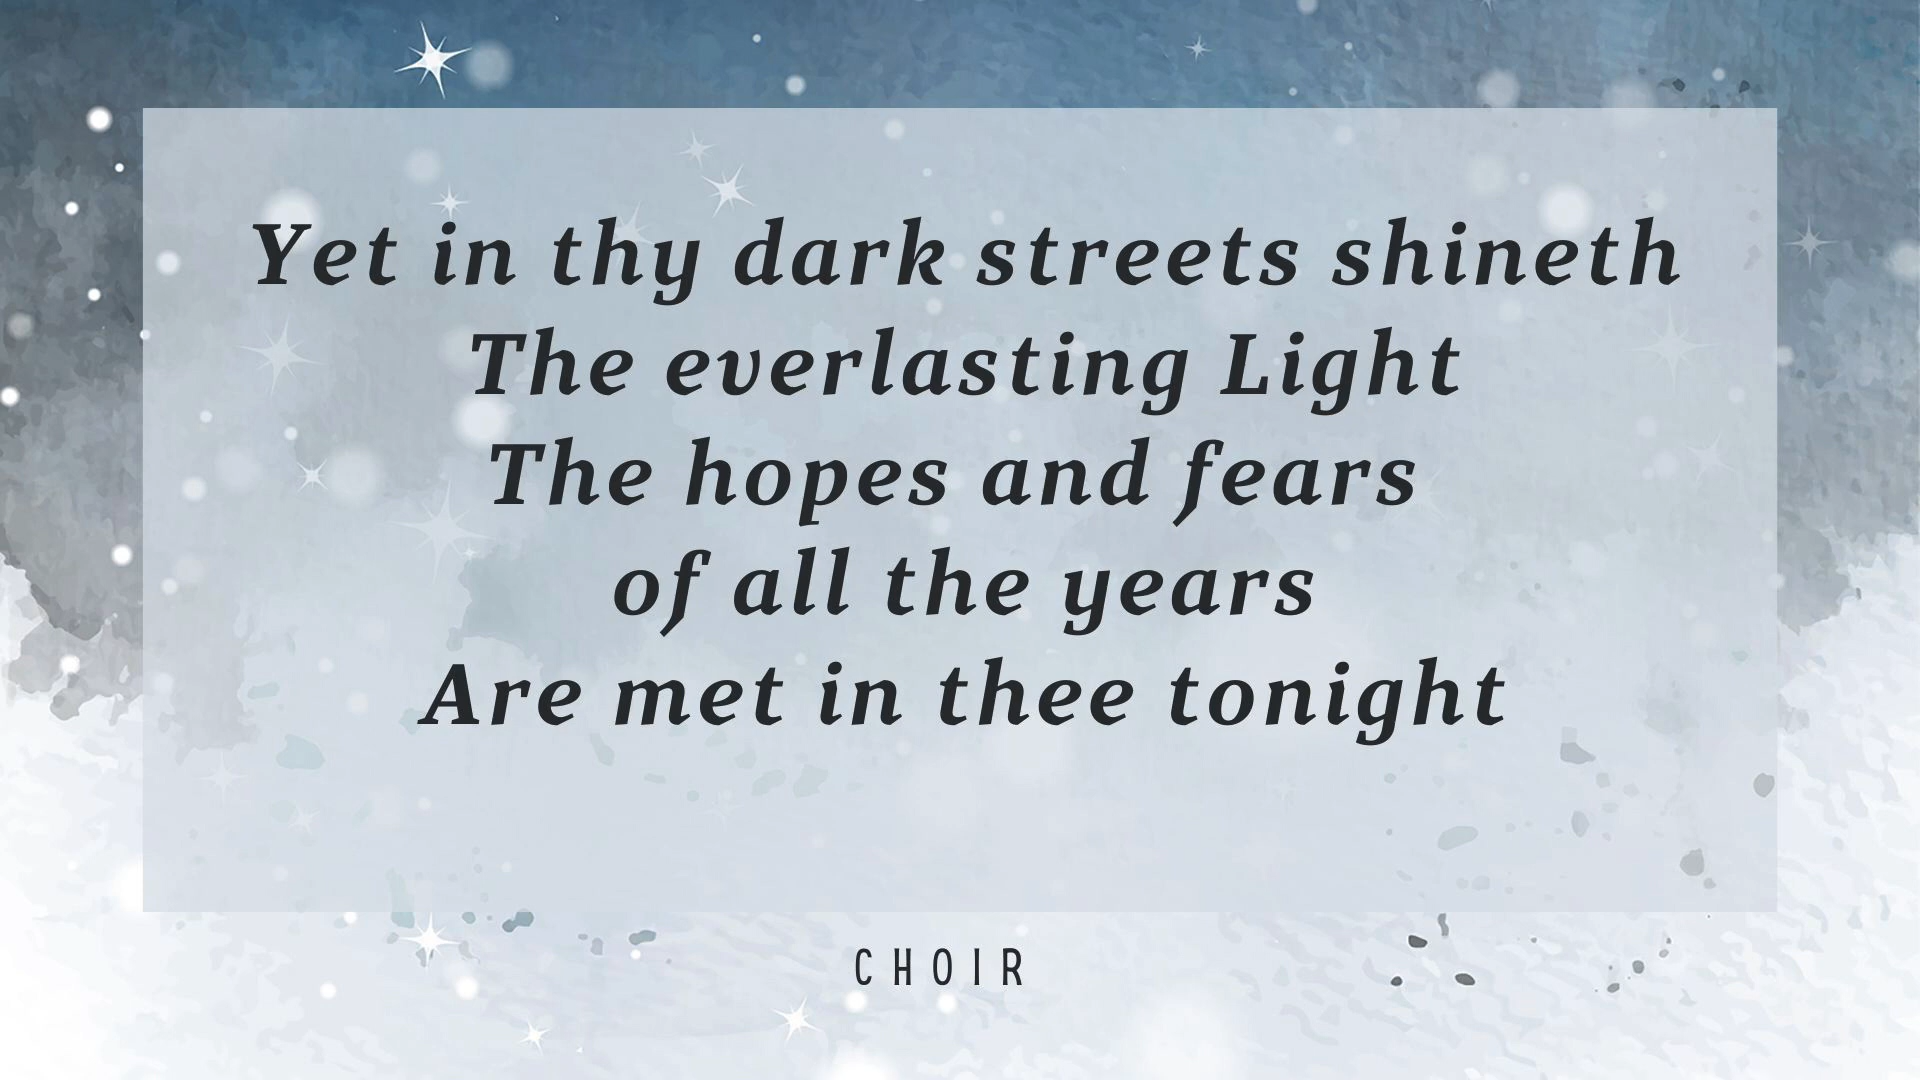 Yet in thy dark streets shineth
The everlasting Light
The hopes and fears
of all the years
Are met in thee tonight
CHOIR